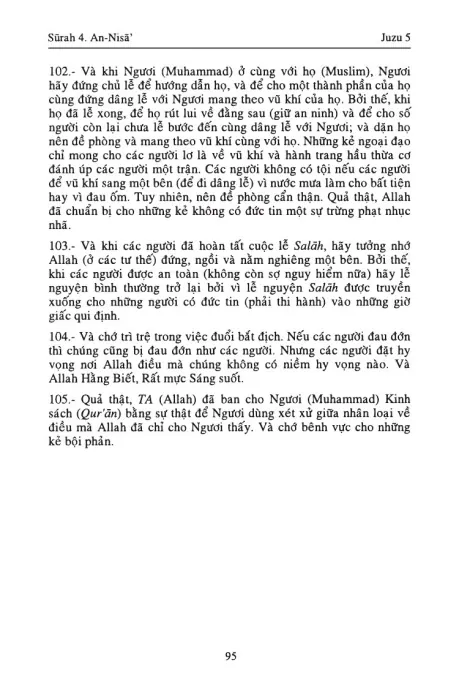 Sūrah 4. An-Nisā’ Juzu 5
102.- Và khi Ngươi (Muhammad) ở cùng với họ (Muslim), Ngươi
hãy đứng chủ lễ để hướng dẫn họ, và để cho một thành phần của họ
cùng đứng dâng lễ với Ngươi mang theo vũ khí của họ. Bởi thế, khi
họ đã lễ xong, để họ rút lui về đằng sau (giữ an ninh) và để cho số
người còn lại chưa lễ bước đến cùng dâng lễ với Ngươi; và dặn họ
nên đề phòng và mang theo vũ khí cùng với họ. Những kẻ ngoại đạo
chỉ mong cho các người lơ là về vũ khí và hành trang hầu thừa cơ
đánh úp các người một trận. Các người không có tội nếu các người
để vũ khí sang một bên (để đi dâng lễ) vì nước mưa làm cho bất tiện
hay vì đau ốm. Tuy nhiên, nên đề phòng cẩn thận. Quả thật, Allah
đã chuẩn bị cho những kẻ không có đức tin một sự trừng phạt nhục
nhã.
103.- Và khi các người đã hoàn tất cuộc lễ Salāh, hãy tưởng nhớ
Allah (ở các tư thế) đứng, ngồi và nằm nghiêng một bên. Bởi thế,
khi các người được an toàn (không còn sợ nguy hiểm nữa) hãy lễ
nguyện bình thường trở lại bởi vì lễ nguyện Salāh được truyền
xuống cho những người có đức tin (phải thi hành) vào những giờ
giấc qui định.
104.- Và chớ trì trệ trong việc đuổi bắt địch. Nếu các người đau đớn
thì chúng cũng bị đau đớn như các người. Nhưng các người đặt hy
vọng nơi Allah điều mà chúng không có niềm hy vọng nào. Và
Allah Hằng Biết, Rất mực Sáng suốt.
105.- Quả thật, TA (Allah) đã ban cho Ngươi (Muhammad) Kinh
sách (Qur’ān) bằng sự thật để Ngươi dùng xét xử giữa nhân loại về
điều mà Allah đã chỉ cho Ngươi thấy. Và chớ bênh vực cho những
kẻ bội phản.
95